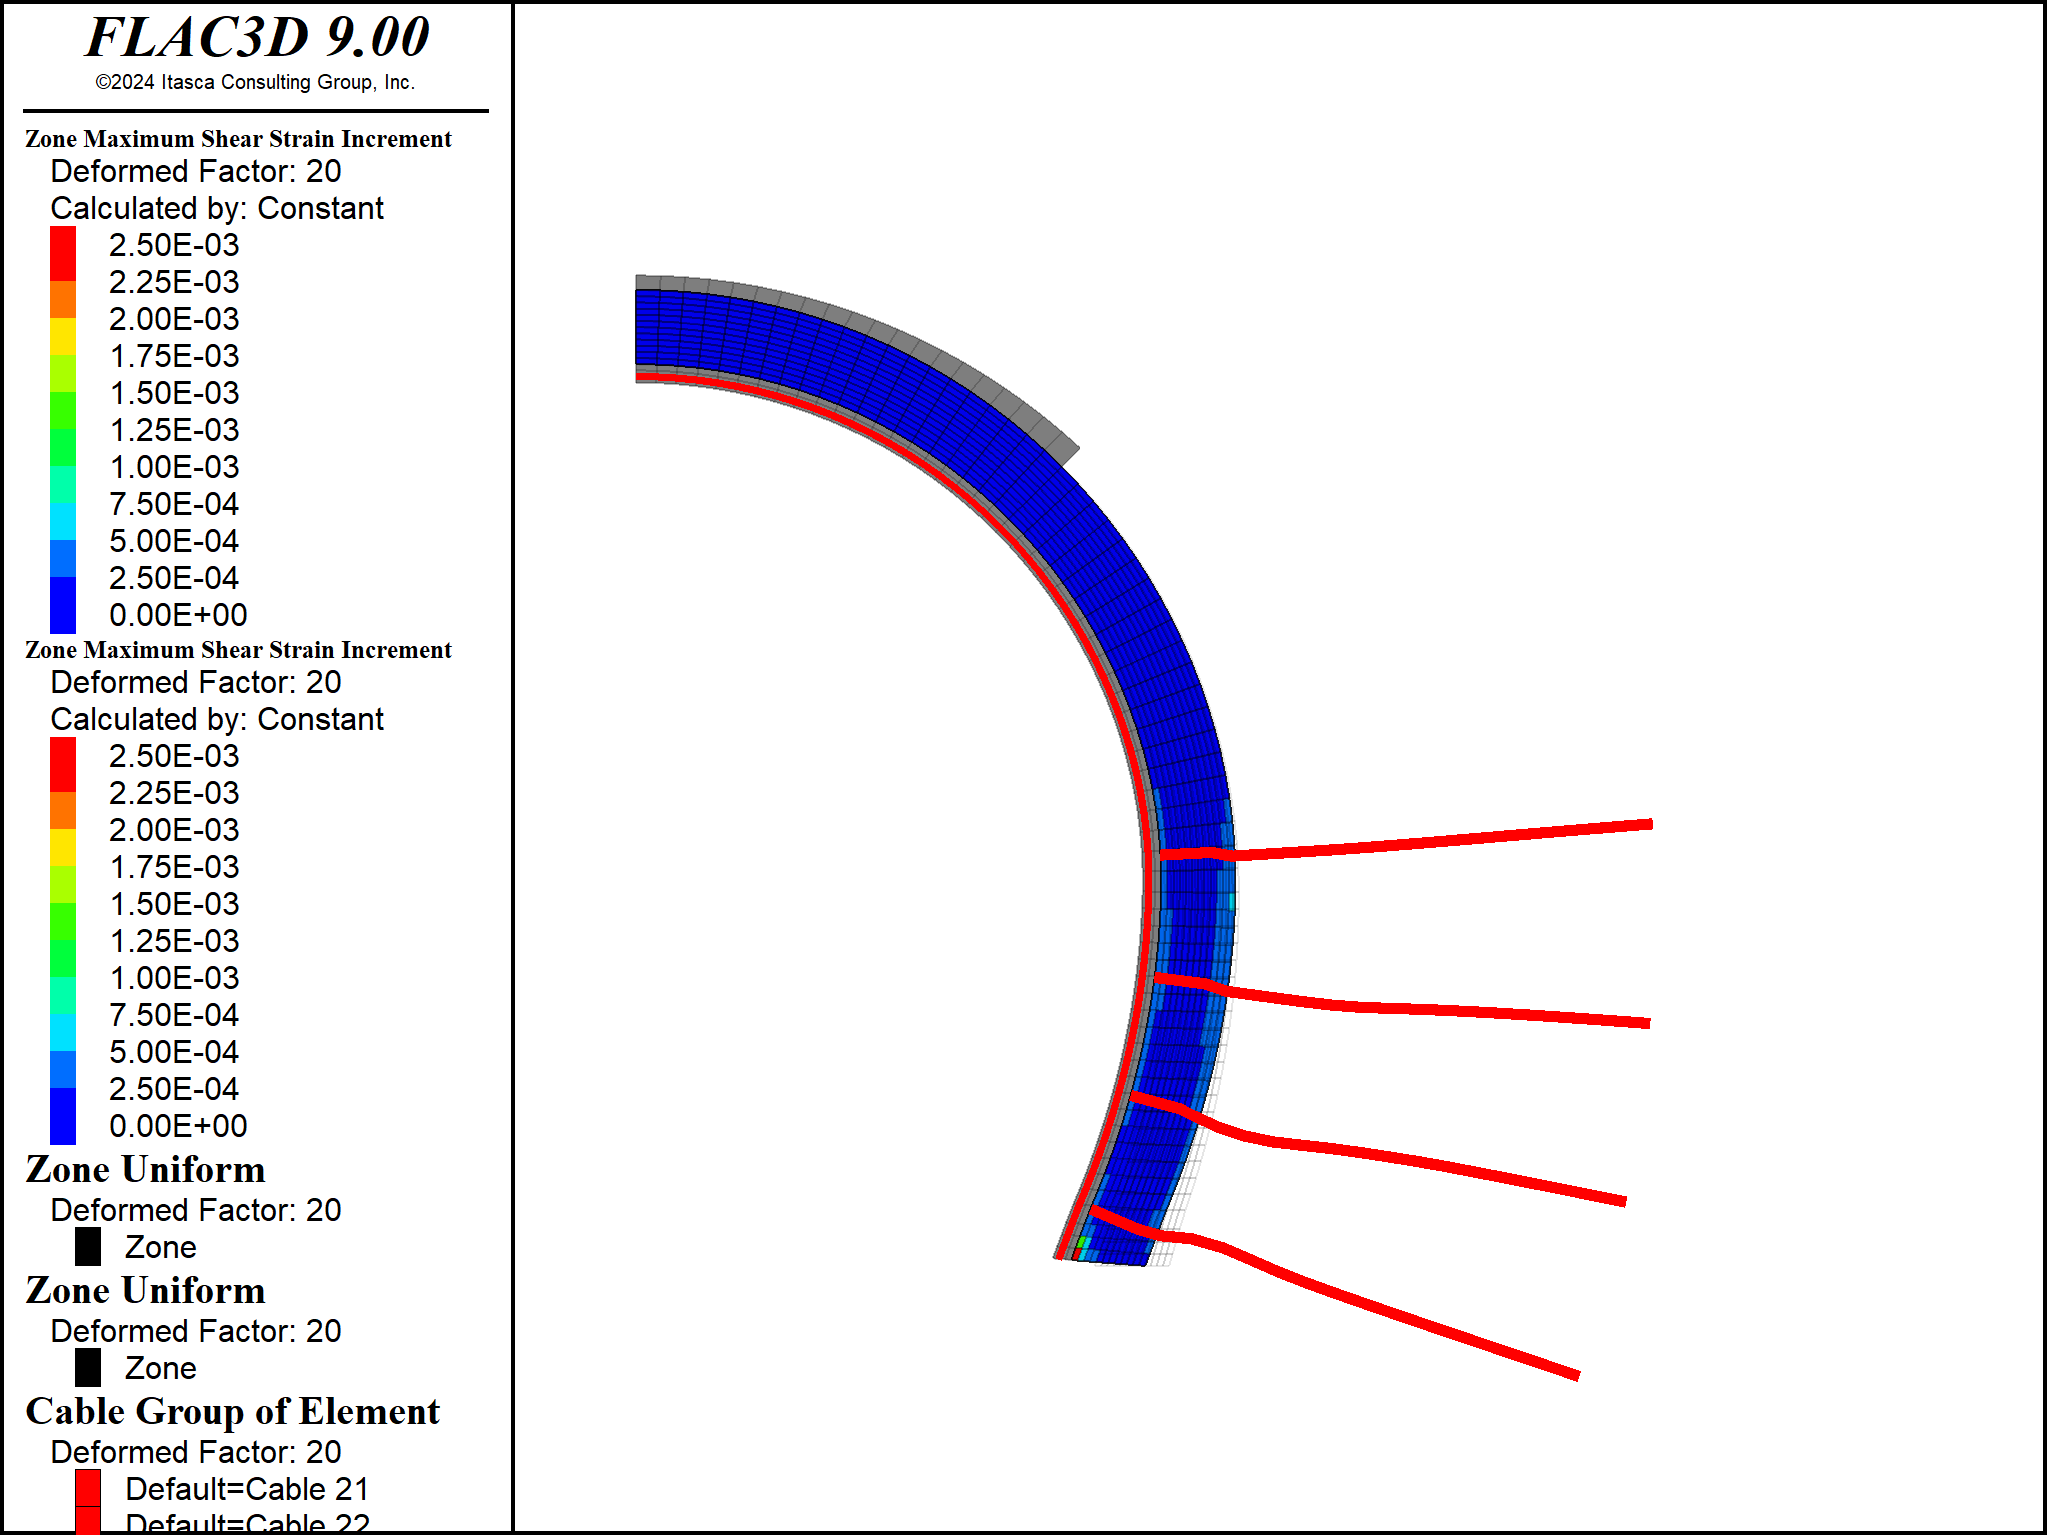 FLAC3D 9.00
©2024 Itasca Consulting Group, Inc.
Zone Maximum Shear Strain Increment
Deformed Factor: 20
Calculated by: Constant
2.50E-03
2.25E-03
2.00E-03
1.75E-03
1.50E-03
1.25E-03
1.00E-03
7.50E-04
5.00E-04
2.50E-04
0.00E+00
Zone Maximum Shear Strain Increment
Deformed Factor: 20
Calculated by: Constant
2.50E-03
2.25E-03
2.00E-03
1.75E-03
1.50E-03
1.25E-03
1.00E-03
7.50E-04
5.00E-04
2.50E-04
0.00E+00
Zone Uniform
Deformed Factor: 20
Zone
Zone Uniform
Deformed Factor: 20
Zone
Cable Group of Element
Deformed Factor: 20
Default=Cable 21
Default=Cable 22